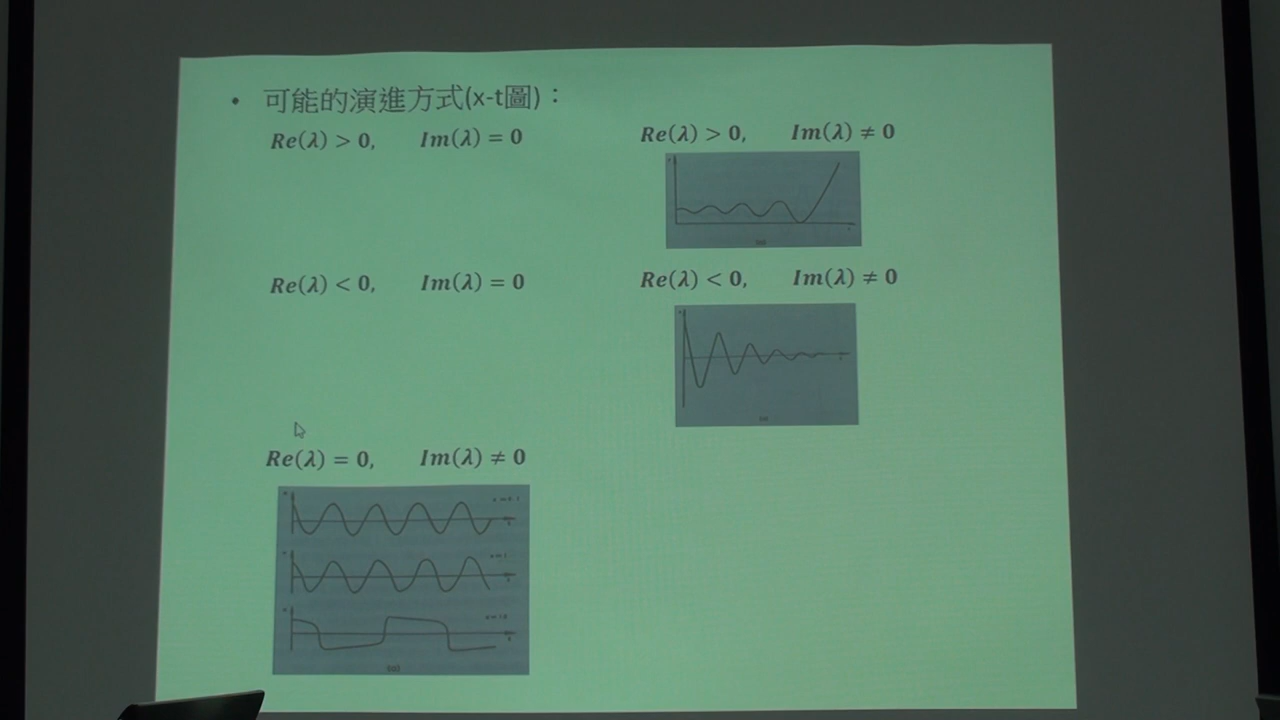 • 可能的演進方式(x-t圖)：
Re(λ) > 0, Im(λ) = 0
Re(λ) > 0, Im(λ) ≠ 0
Re(λ) < 0, Im(λ) = 0
Re(λ) < 0, Im(λ) ≠ 0
Re(λ) = 0, Im(λ) ≠ 0